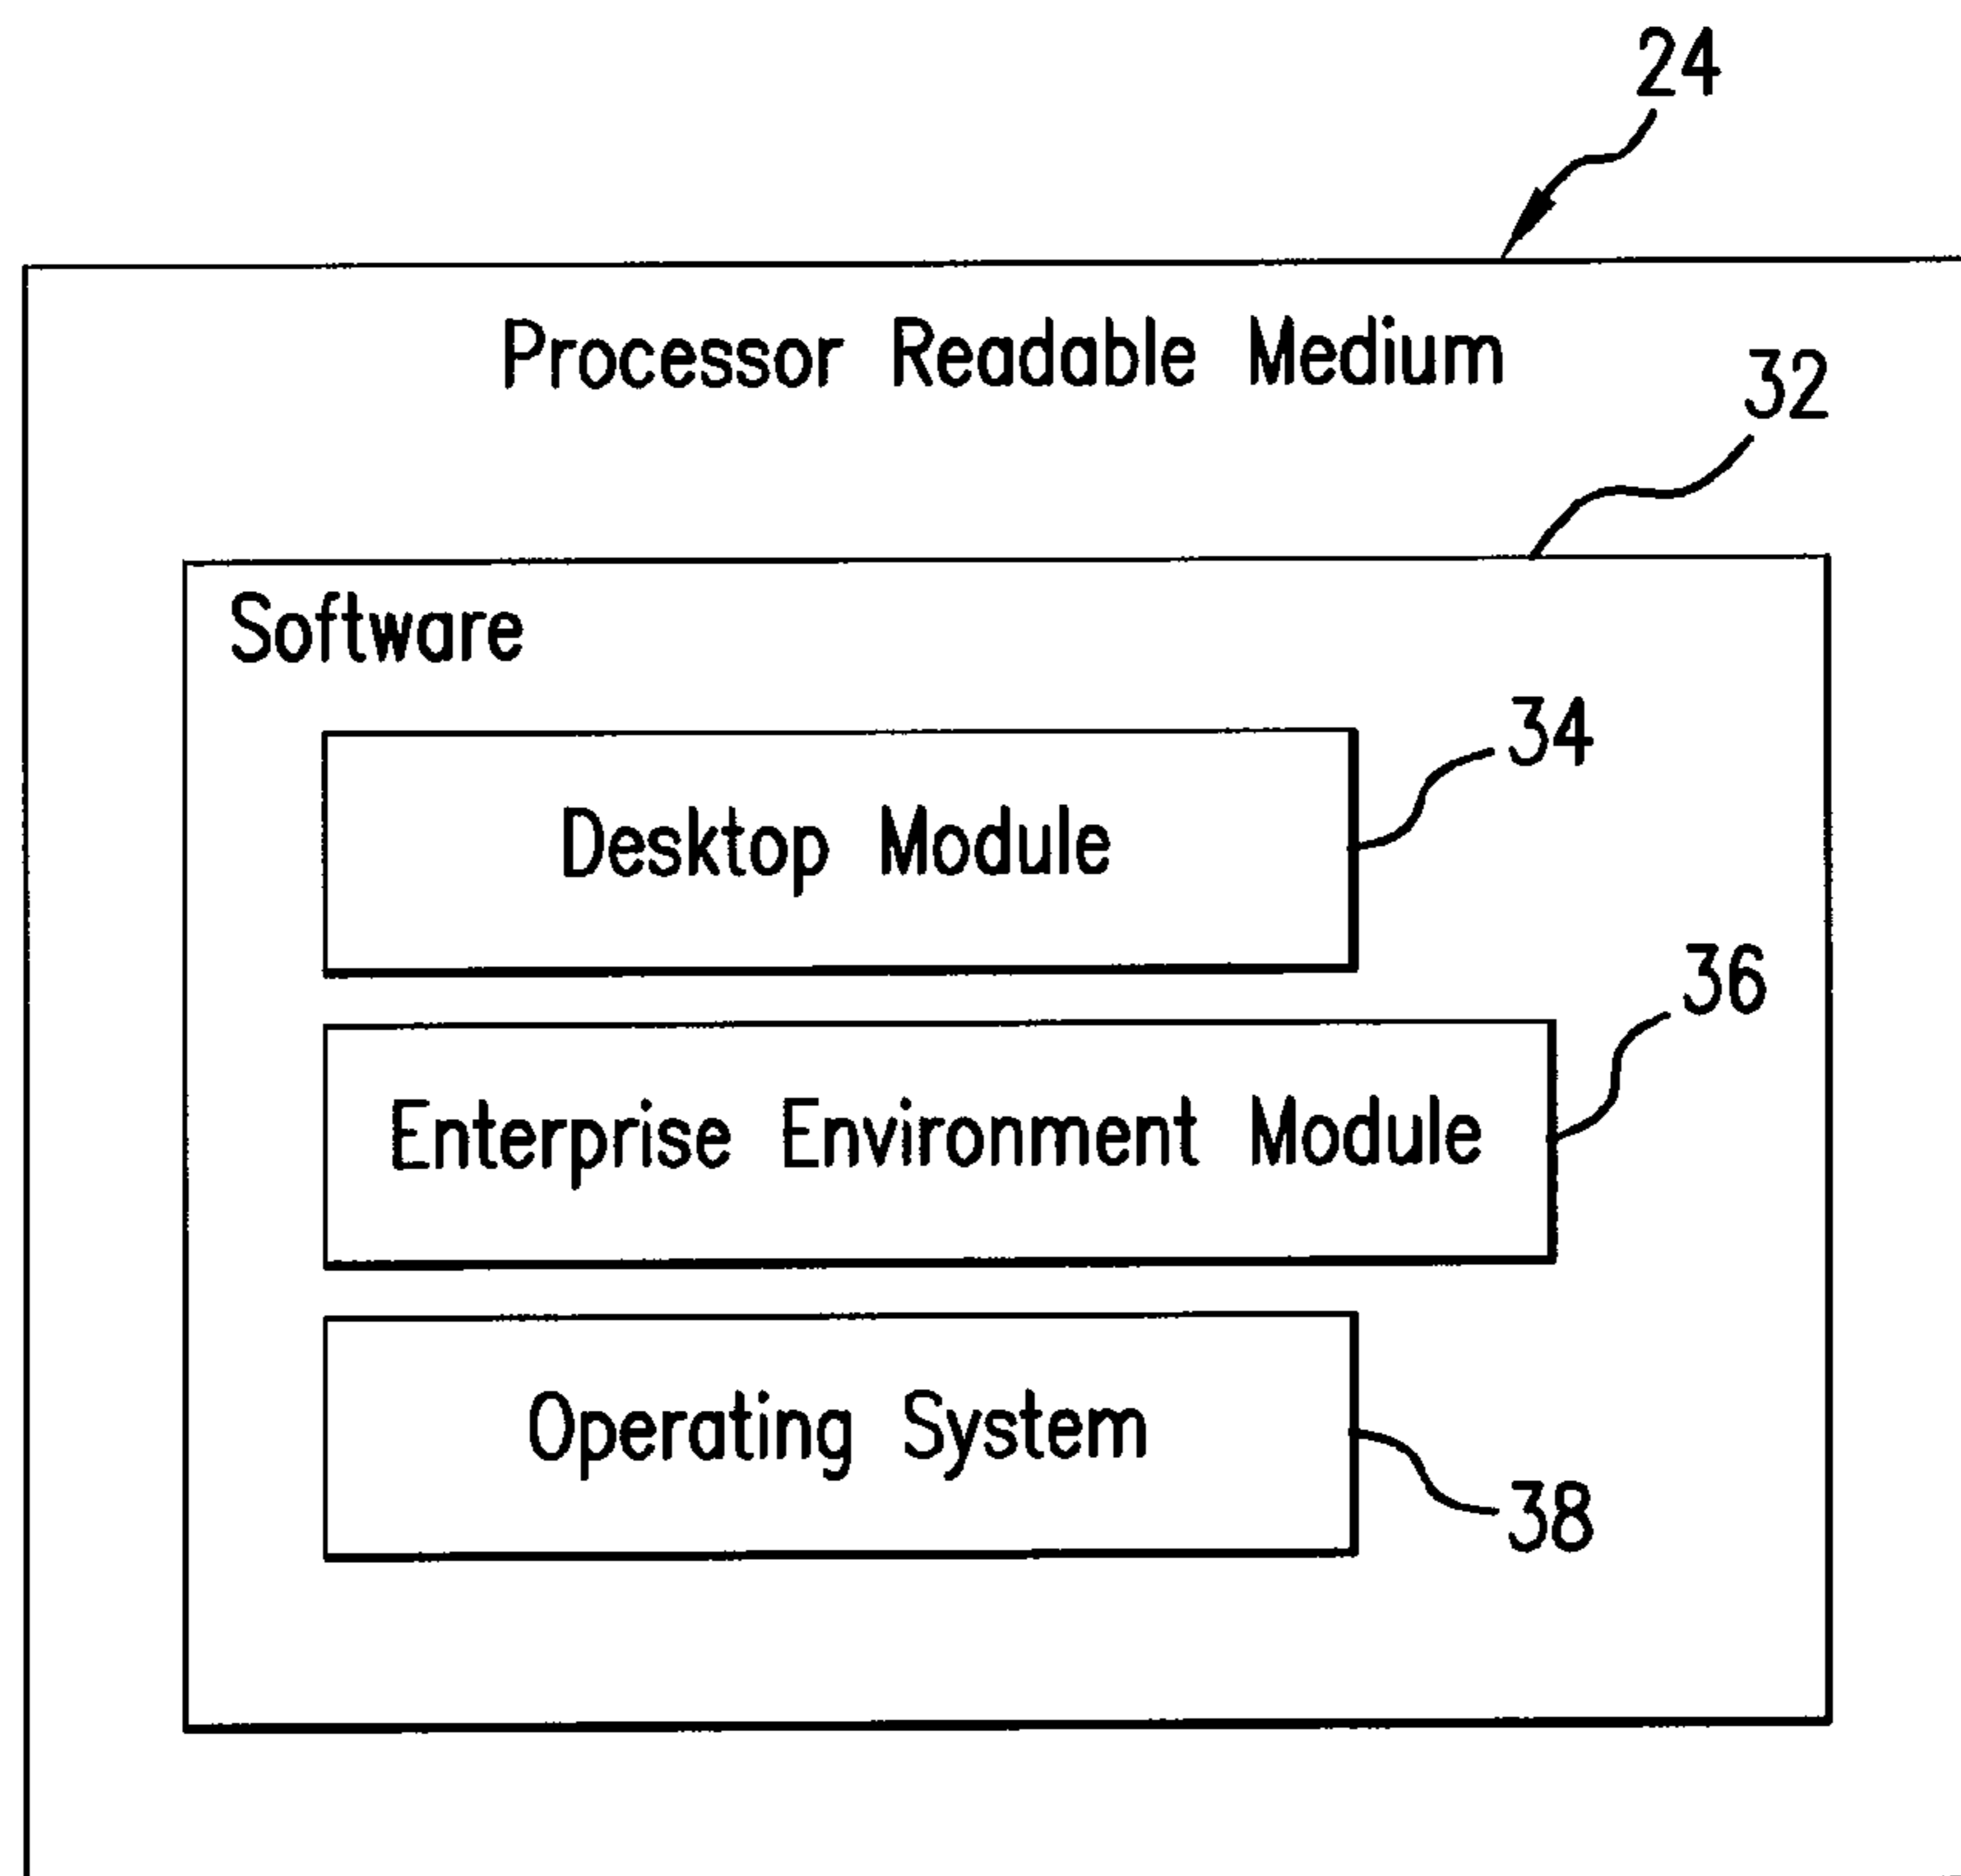 24
Processor Readable Medium
32
Software
34
Desktop Module
36
Enterprise Environment Module
Operating System
38